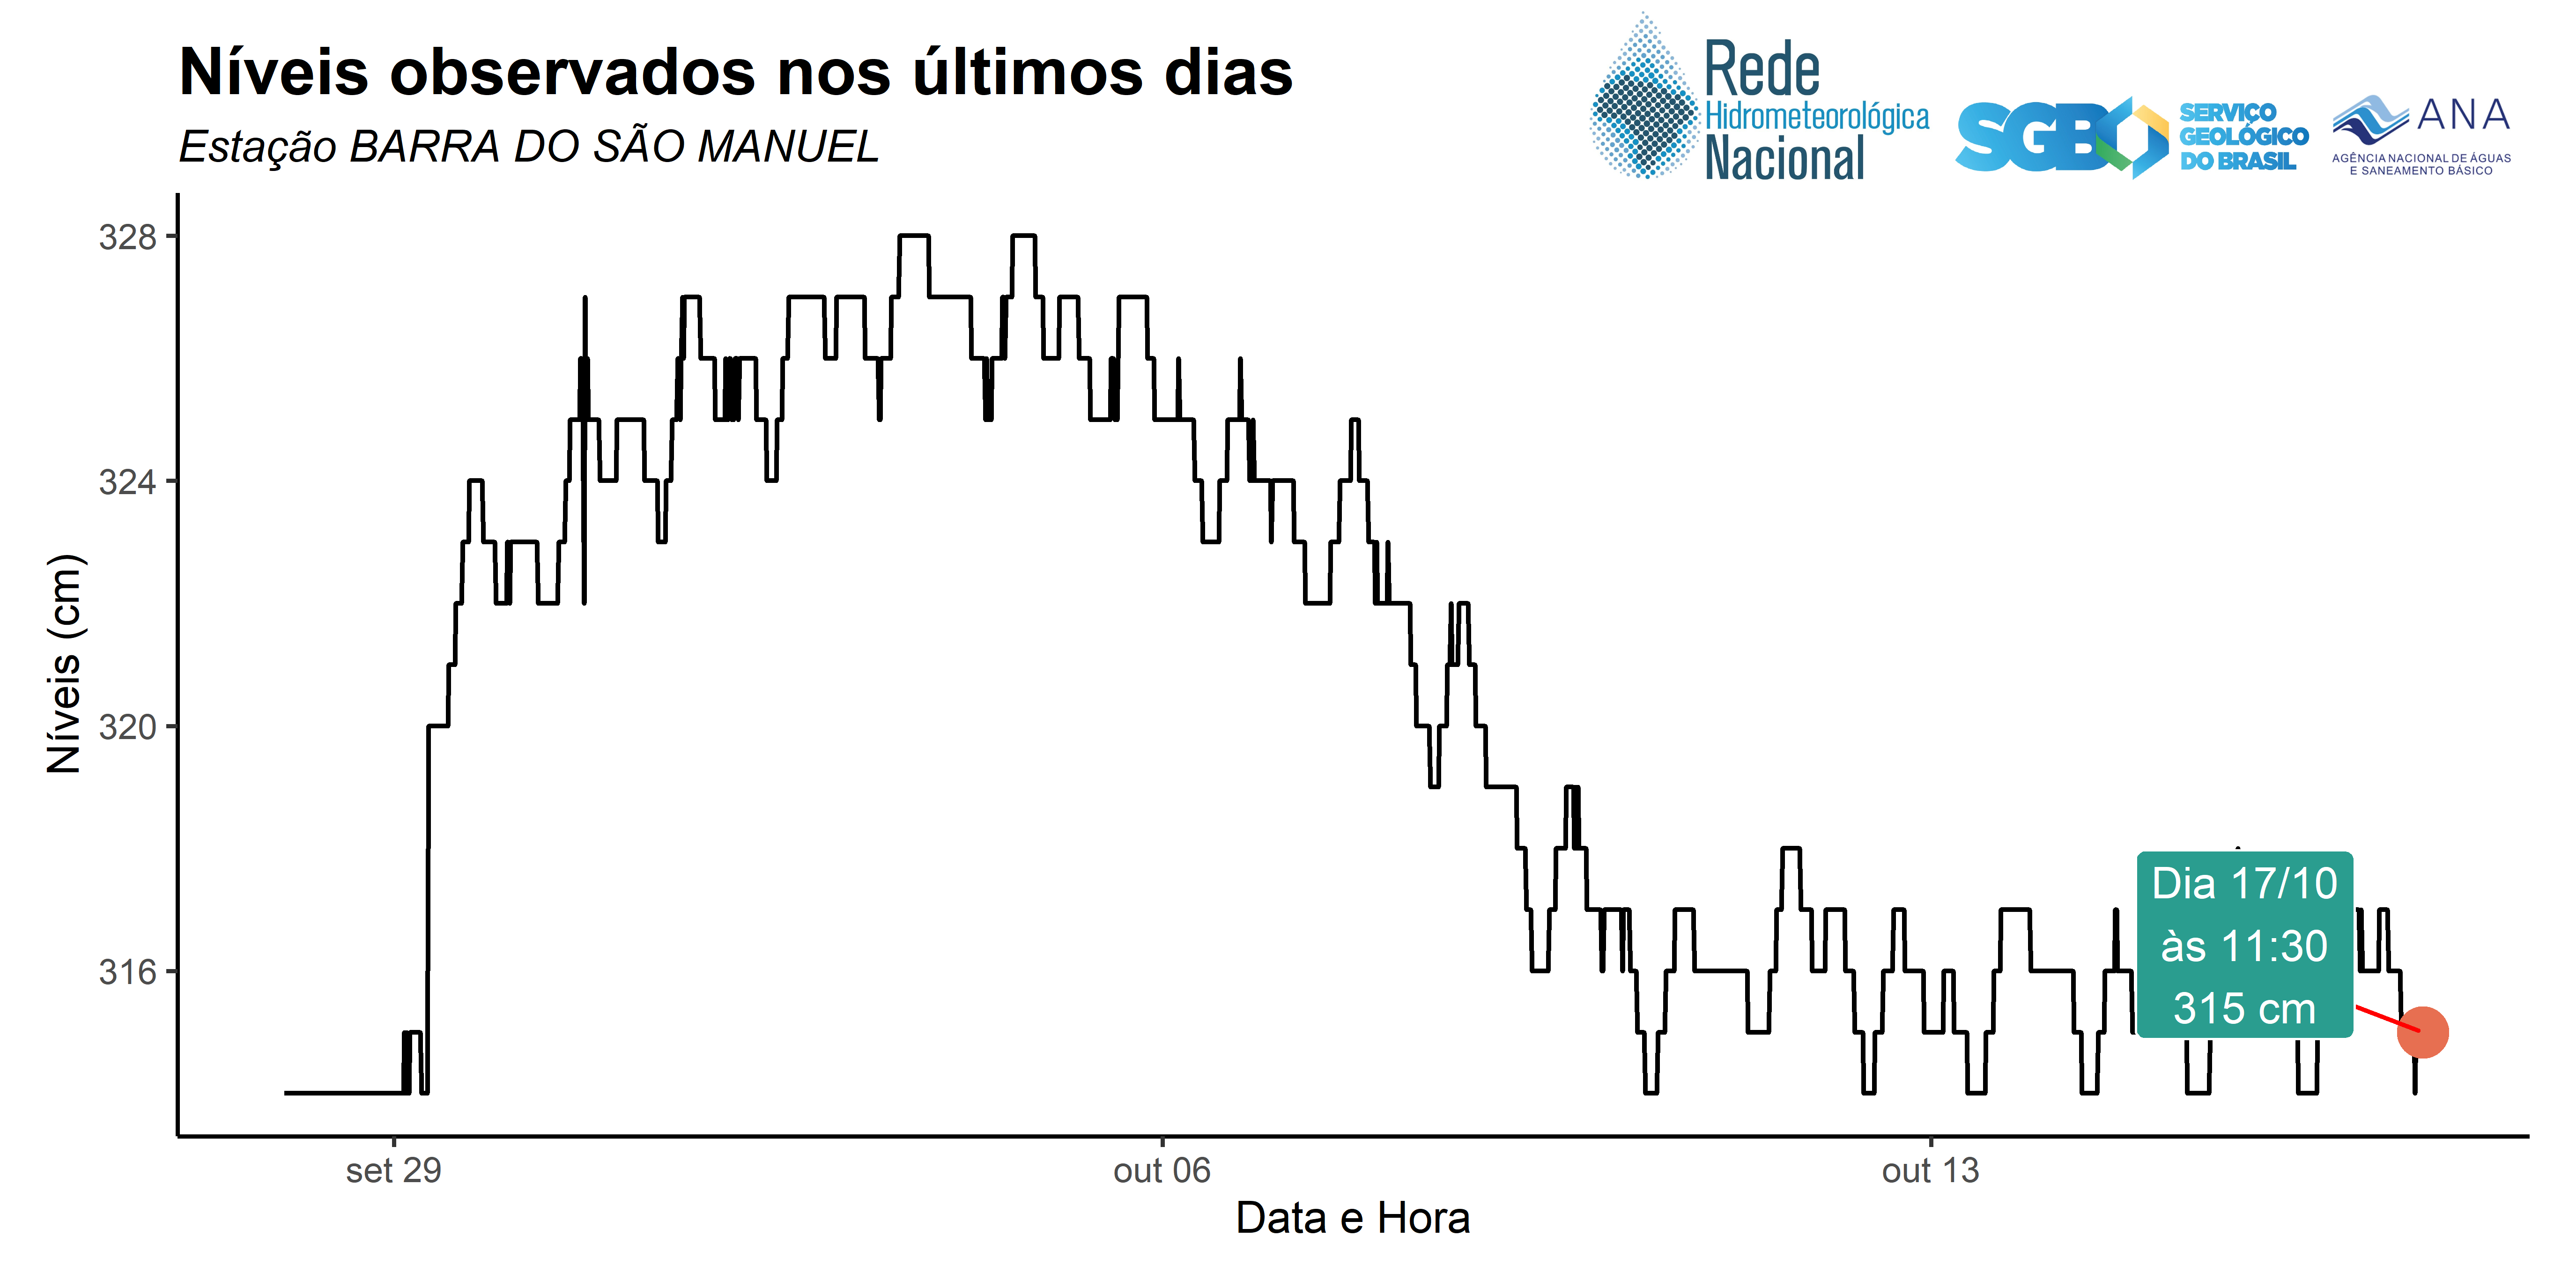 Níveis observados nos últimos dias
Estação BARRA DO SÃO MANUEL
Rede
Hidrometeorológica
Nacional
SGB
SERVIÇO
GEOLÓGICO
DO BRASIL
ANA
AGÊNCIA NACIONAL DE ÁGUAS
E SANEAMENTO BÁSICO
328
324
320
316
Níveis (cm)
Dia 17/10
às 11:30
315 cm
set 29
out 06
out 13
Data e Hora